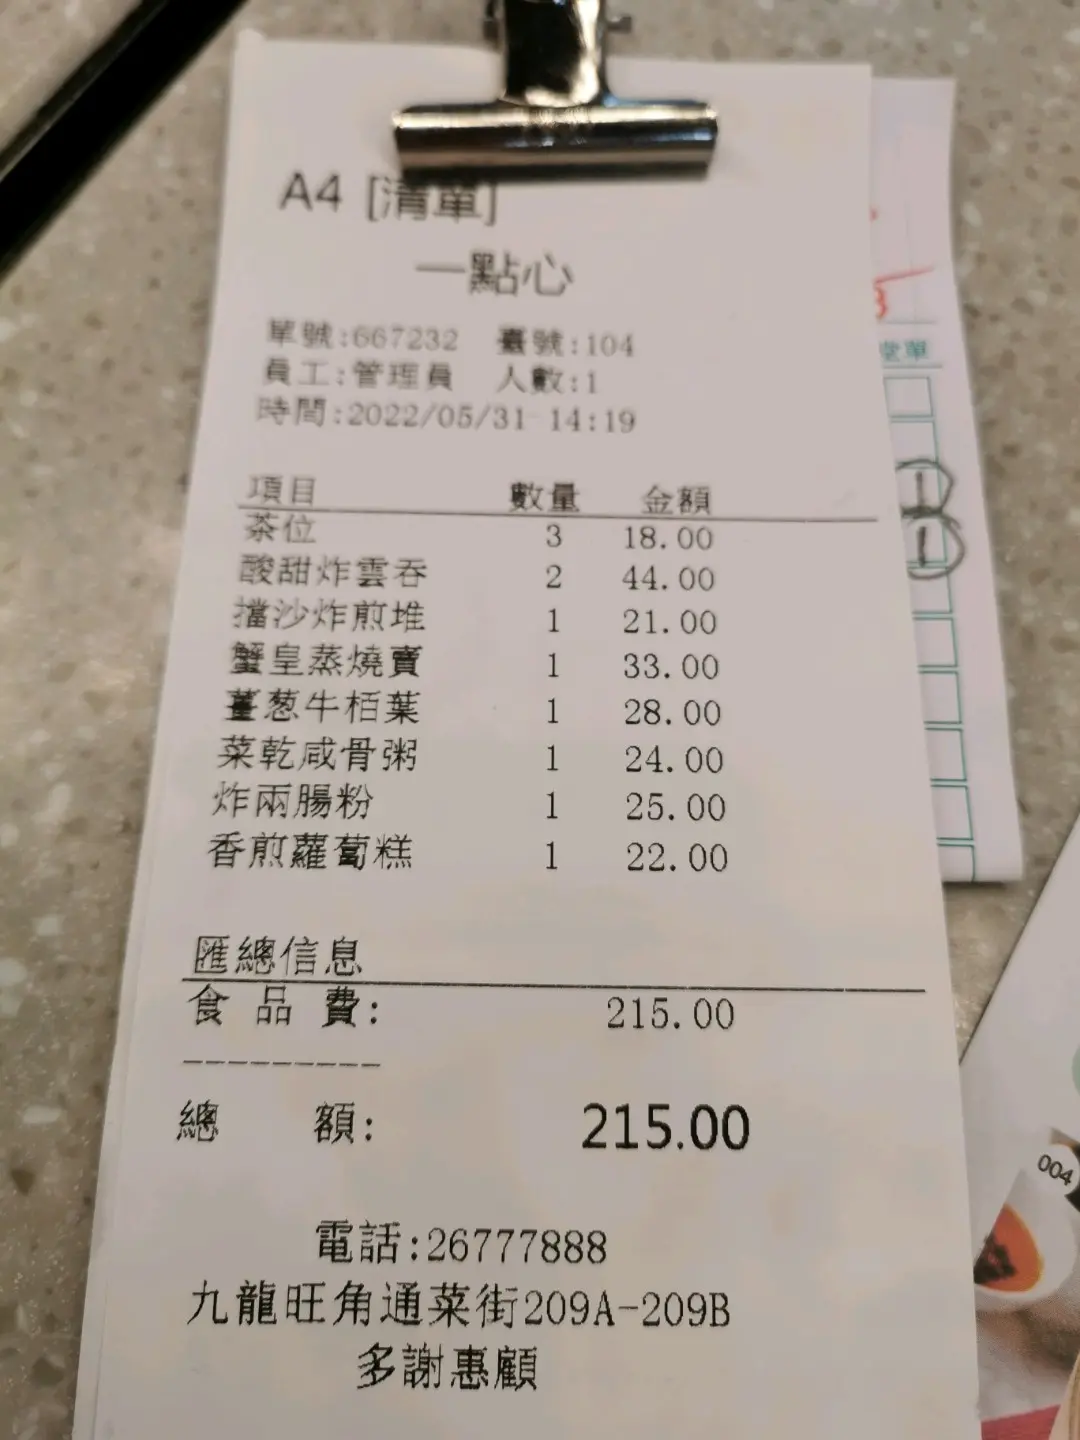 A4 [清單]
一點心
單號:667232 臺號:104
員工:管理員 人數:1
時間:2022/05/31 14:19
項目 數量 金額
茶位 3 18.00
酸甜炸雲吞 2 44.00
擋沙炸煎堆 1 21.00
蟹皇蒸燒賣 1 33.00
薑葱牛栢葉 1 28.00
菜乾咸骨粥 1 24.00
炸兩腸粉 1 25.00
香煎蘿蔔糕 1 22.00
匯總信息
食 品 費: 215.00
---------
總 額: 215.00
電話:26777888
九龍旺角通菜街209A-209B
多謝惠顧
堂單
1
1
004